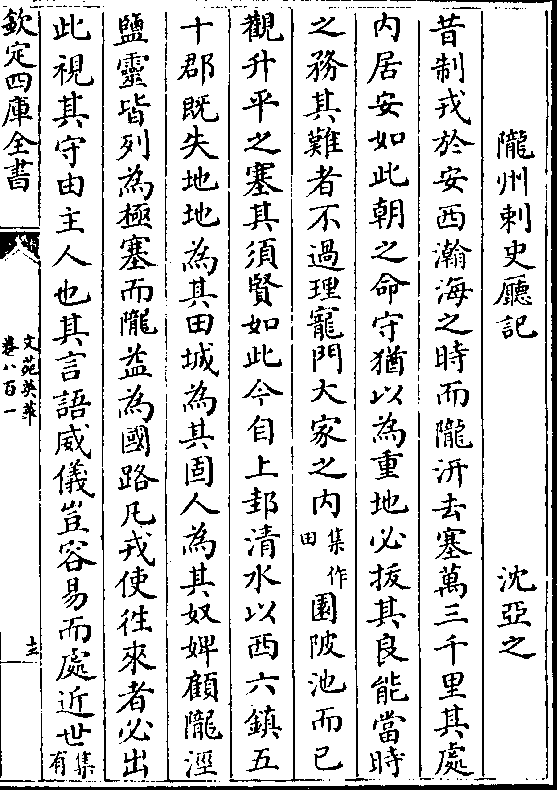 隴州刺史廳記 沈亞之
昔制戎於安西瀚海之時而隴汧去塞萬三千里其處
内居安如此朝之命守猶以為重地必拔其良能當時
之務其難者不過理寵門大家之内集作田園陂池而已
觀升平之塞其須賢如此今自上邽清水以西六鎮五
十郡既失地地為其田城為其固人為其奴婢顧隴涇
鹽靈皆列為極塞而隴益為國路凡戎使徃來者必出
此視其守由主人也其言語威儀豈容易而處近世集有
欽定四庫全書
文苑英華
卷八百一